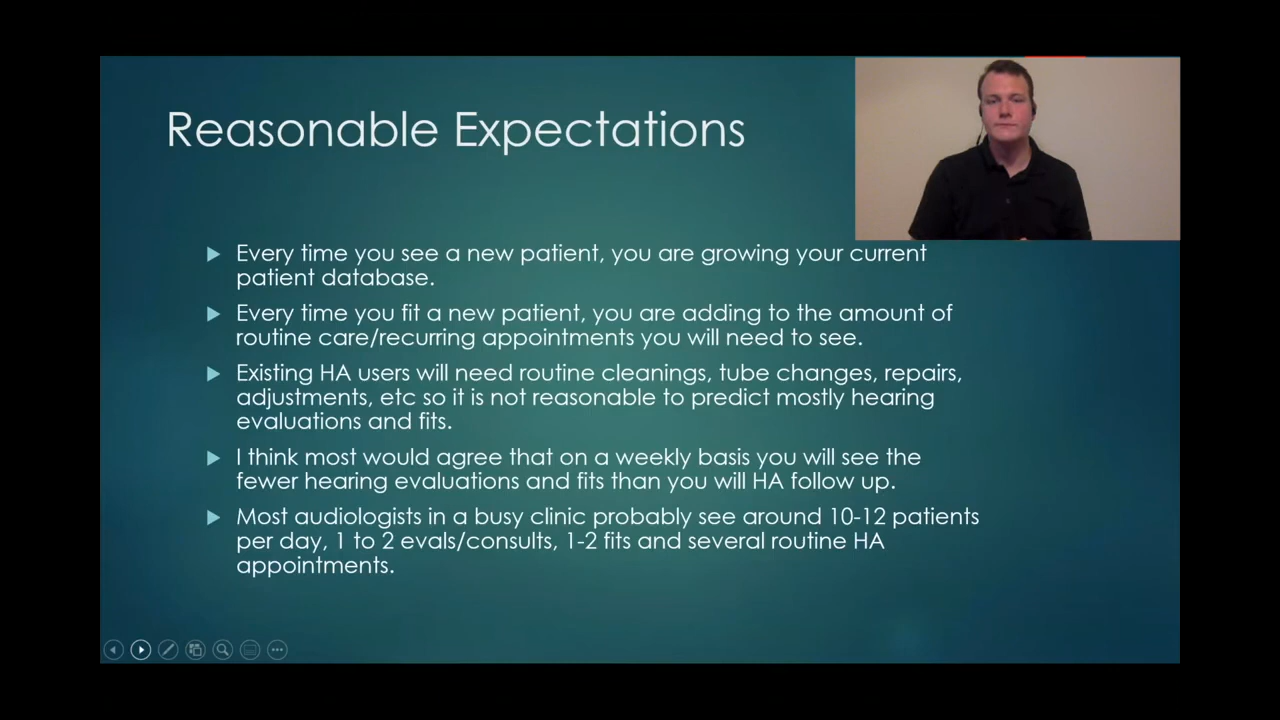 Reasonable Expectations
Every time you see a new patient, you are growing your current
patient database.
Every time you fit a new patient, you are adding to the amount of
routine care/recurring appointments you will need to see.
Existing HA users will need routine cleanings, tube changes, repairs,
adjustments, etc so it is not reasonable to predict mostly hearing
evaluations and fits.
I think most would agree that on a weekly basis you will see the
fewer hearing evaluations and fits than you will HA follow up.
Most audiologists in a busy clinic probably see around 10-12 patients
per day, 1 to 2 evals/consults, 1-2 fits and several routine HA
appointments.